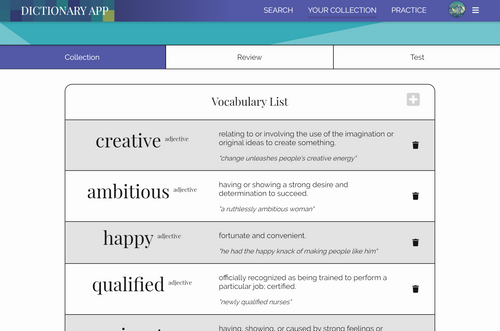 DICTIONARY APP
SEARCH YOUR COLLECTION PRACTICE
Collection Review Test
Vocabulary List
creative adjective
relating to or involving the use of the imagination or
original ideas to create something.
"change unleashes people's creative energy"
ambitious adjective
having or showing a strong desire and
determination to succeed.
"a ruthlessly ambitious woman"
happy adjective
fortunate and convenient.
"he had the happy knack of making people like him"
qualified adjective
officially recognized as being trained to perform a
particular job; certified.
"newly qualified nurses"
having, showing, or caused by strong feelings or